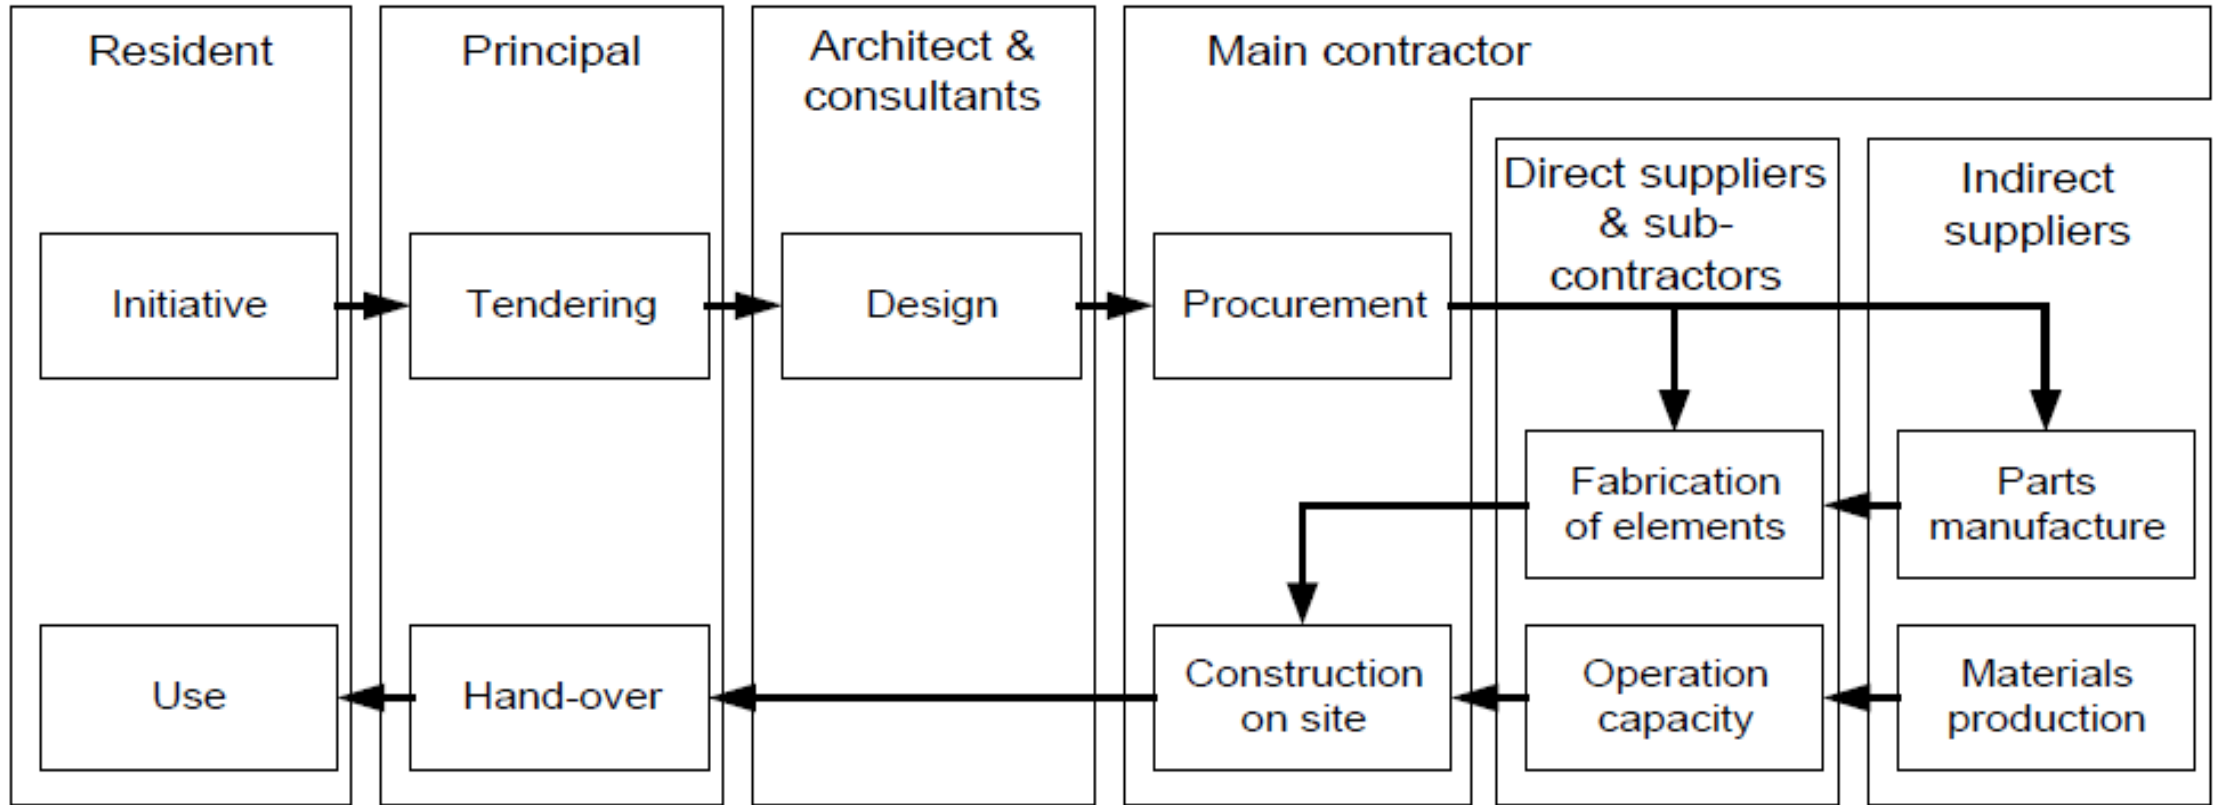 Resident
Principal
Architect &
consultants
Main contractor
Direct suppliers
& sub-
contractors
Indirect
suppliers
Initiative
Tendering
Design
Procurement
Fabrication
of elements
Parts
manufacture
Use
Hand-over
Construction
on site
Operation
capacity
Materials
production